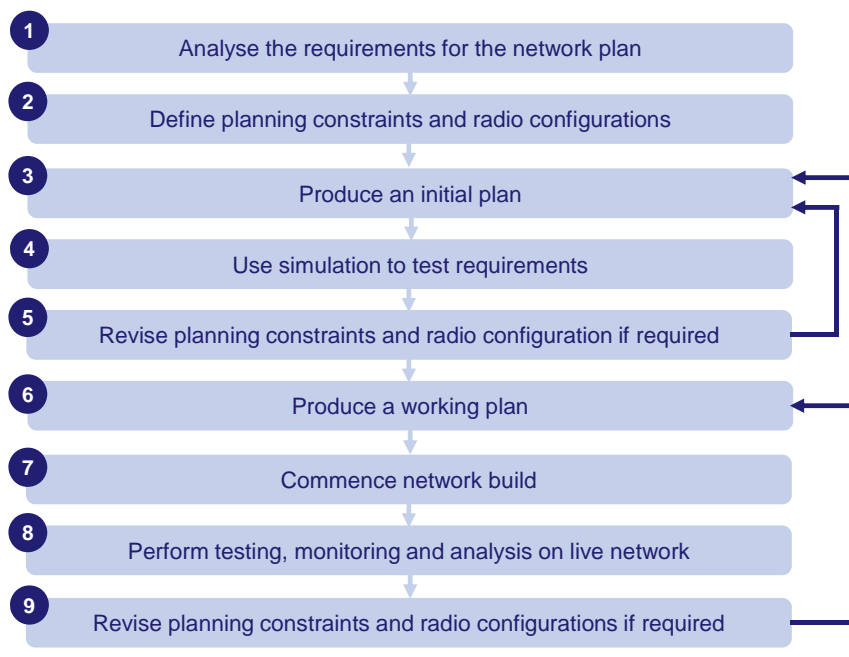 1
Analyse the requirements for the network plan
2
Define planning constraints and radio configurations
3
Produce an initial plan
4
Use simulation to test requirements
5
Revise planning constraints and radio configuration if required
6
Produce a working plan
7
Commence network build
8
Perform testing, monitoring and analysis on live network
9
Revise planning constraints and radio configurations if required